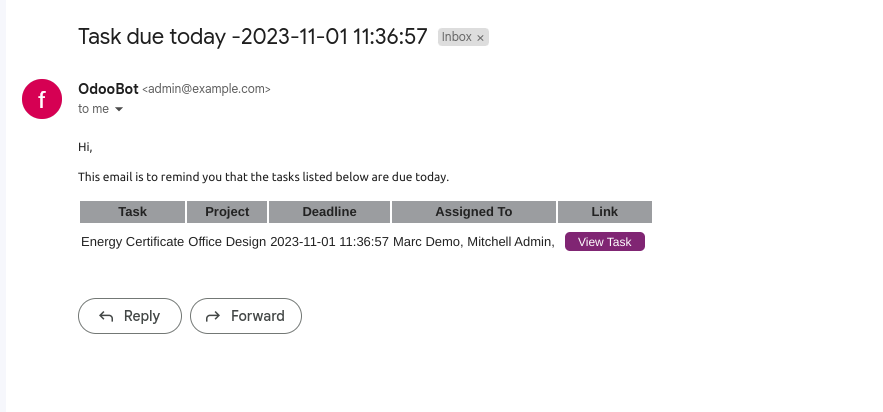 Task due today -2023-11-01 11:36:57 Inbox ×
f
OdooBot <admin@example.com>
to me
Hi,
This email is to remind you that the tasks listed below are due today.
Task Project Deadline Assigned To Link
Energy Certificate Office Design 2023-11-01 11:36:57 Marc Demo, Mitchell Admin, View Task
Reply Forward